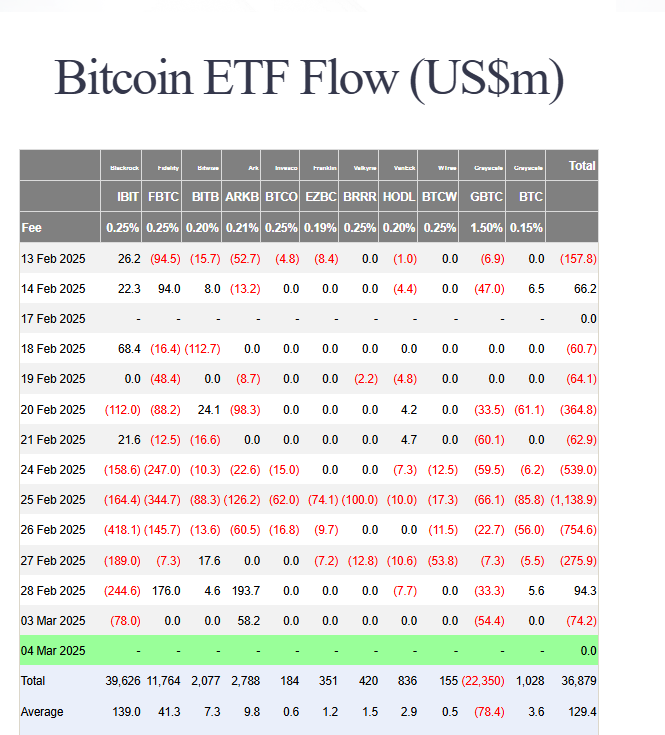 Bitcoin ETF Flow (US$m)
Blackrock Fidelity Bitwise Ark Invesco Franklin Valkyrie VanEck WTree Grayscale Grayscale Total
IBIT FBTC BITB ARKB BTCO EZBC BRRR HODL BTCW GBTC BTC
Fee 0.25% 0.25% 0.20% 0.21% 0.25% 0.19% 0.25% 0.20% 0.25% 1.50% 0.15%
13 Feb 2025 26.2 (94.5) (15.7) (52.7) (4.8) (8.4) 0.0 (1.0) 0.0 (6.9) 0.0 (157.8)
14 Feb 2025 22.3 94.0 8.0 (13.2) 0.0 0.0 0.0 (4.4) 0.0 (47.0) 6.5 66.2
17 Feb 2025 - - - - - - - - - - - 0.0
18 Feb 2025 68.4 (16.4) (112.7) 0.0 0.0 0.0 0.0 0.0 0.0 0.0 0.0 (60.7)
19 Feb 2025 0.0 (48.4) 0.0 (8.7) 0.0 0.0 (2.2) (4.8) 0.0 0.0 0.0 (64.1)
20 Feb 2025 (112.0) (88.2) 24.1 (98.3) 0.0 0.0 0.0 4.2 0.0 (33.5) (61.1) (364.8)
21 Feb 2025 21.6 (12.5) (16.6) 0.0 0.0 0.0 0.0 4.7 0.0 (60.1) 0.0 (62.9)
24 Feb 2025 (158.6) (247.0) (10.3) (22.6) (15.0) 0.0 0.0 (7.3) (12.5) (59.5) (6.2) (539.0)
25 Feb 2025 (164.4) (344.7) (88.3) (126.2) (62.0) (74.1) (100.0) (10.0) (17.3) (66.1) (85.8) (1,138.9)
26 Feb 2025 (418.1) (145.7) (13.6) (60.5) (16.8) (9.7) 0.0 0.0 (11.5) (22.7) (56.0) (754.6)
27 Feb 2025 (189.0) (7.3) 17.6 0.0 0.0 (7.2) (12.8) (10.6) (53.8) (7.3) (5.5) (275.9)
28 Feb 2025 (244.6) 176.0 4.6 193.7 0.0 0.0 0.0 (7.7) 0.0 (33.3) 5.6 94.3
03 Mar 2025 (78.0) 0.0 0.0 58.2 0.0 0.0 0.0 0.0 0.0 (54.4) 0.0 (74.2)
04 Mar 2025 - - - - - - - - - - - 0.0
Total 39,626 11,764 2,077 2,788 184 351 420 836 155 (22,350) 1,028 36,879
Average 139.0 41.3 7.3 9.8 0.6 1.2 1.5 2.9 0.5 (78.4) 3.6 129.4